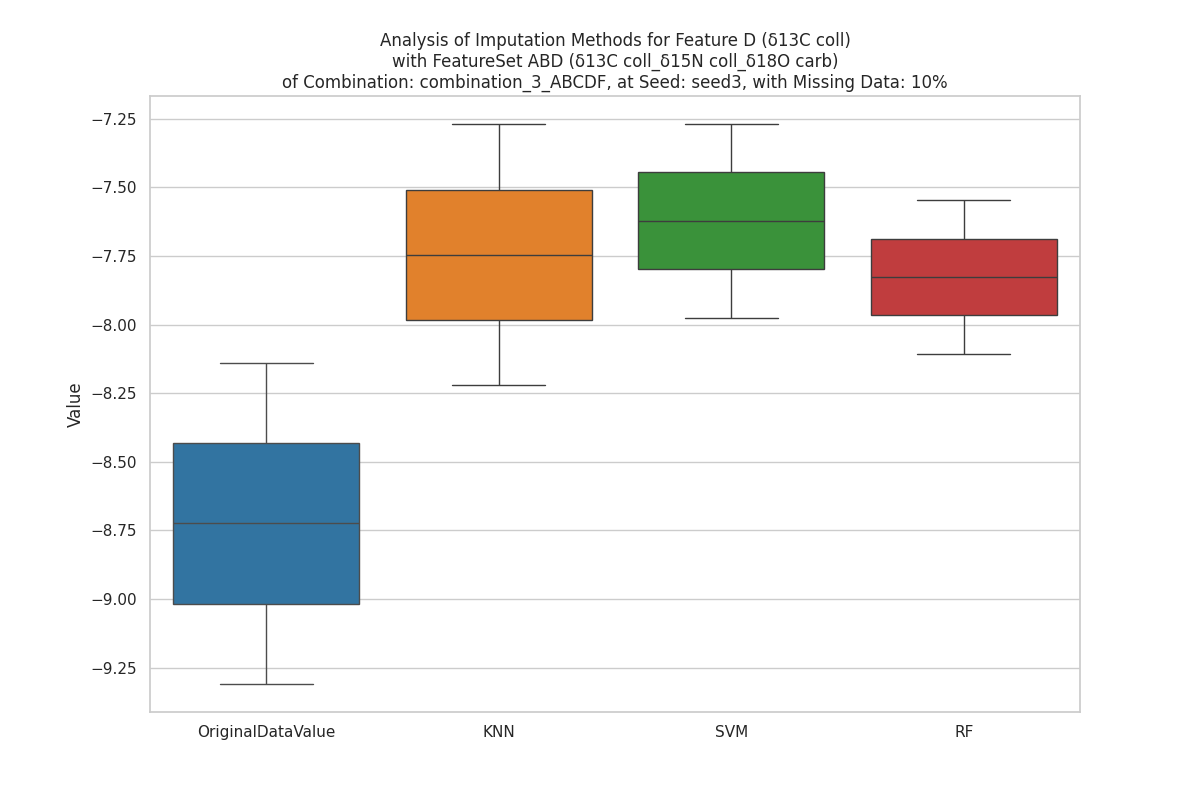 Analysis of Imputation Methods for Feature D (δ13C coll)
with FeatureSet ABD (δ13C coll_δ15N coll_δ18O carb)
of Combination: combination_3_ABCDF, at Seed: seed3, with Missing Data: 10%
−7.25
−7.50
−7.75
−8.00
−8.25
−8.50
−8.75
−9.00
−9.25
Value
OriginalDataValue
KNN
SVM
RF